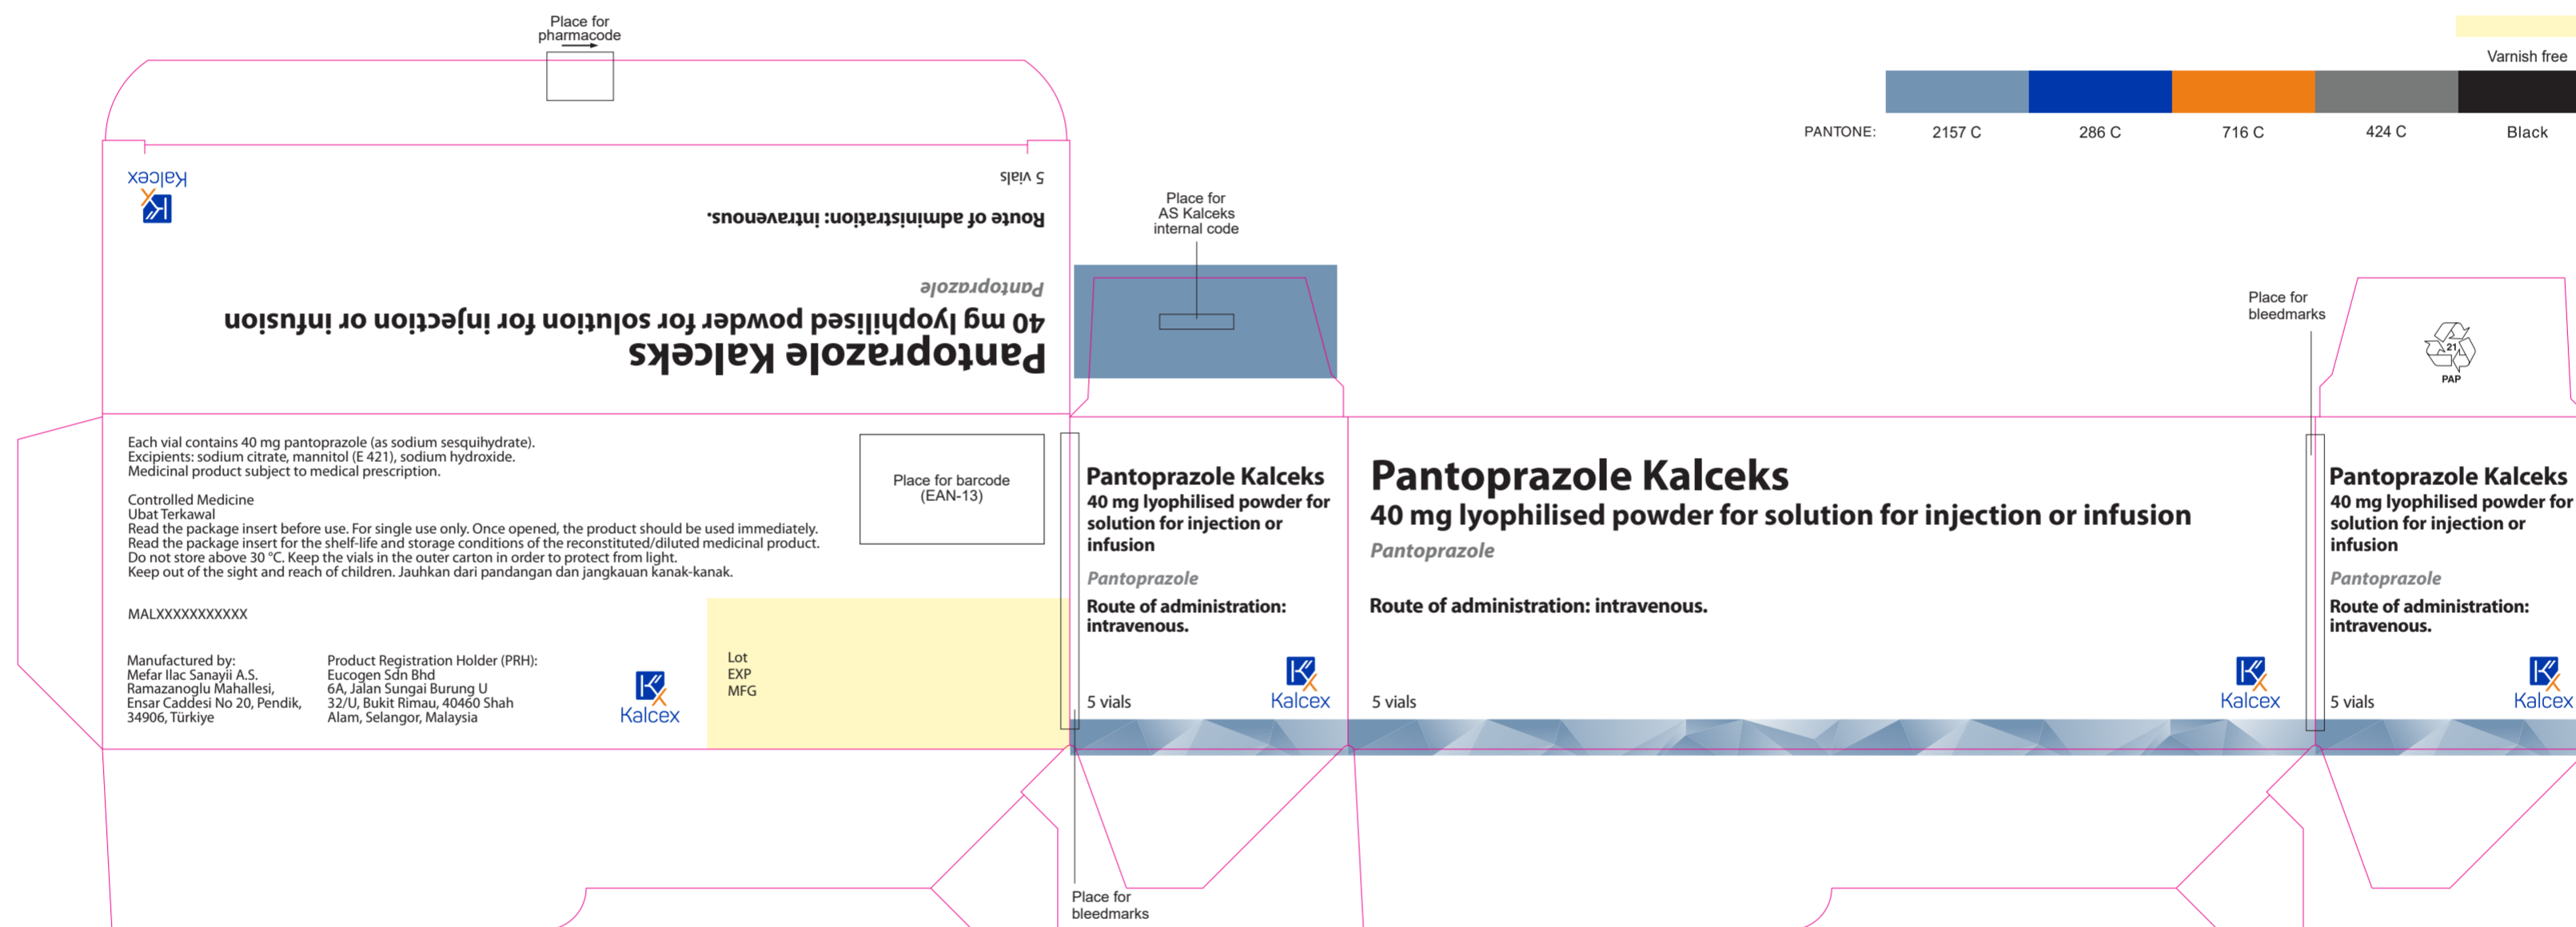 Place for
pharmacode
Varnish free
PANTONE:
2157 C
286 C
716 C
424 C
Black
Pantoprazole Kalceks
40 mg lyophilised powder for solution for injection or infusion
Pantoprazole
Route of administration: intravenous.
5 vials
Kalcex
Place for
AS Kalceks
internal code
Place for
bleedmarks
21
PAP
Each vial contains 40 mg pantoprazole (as sodium sesquihydrate).
Excipients: sodium citrate, mannitol (E 421), sodium hydroxide.
Medicinal product subject to medical prescription.
Controlled Medicine
Ubat Terkawal
Read the package insert before use. For single use only. Once opened, the product should be used immediately.
Read the package insert for the shelf-life and storage conditions of the reconstituted/diluted medicinal product.
Do not store above 30 °C. Keep the vials in the outer carton in order to protect from light.
Keep out of the sight and reach of children. Jauhkan dari pandangan dan jangkauan kanak-kanak.
MALXXXXXXXXXXX
Manufactured by:
Mefar Ilac Sanayii A.S.
Ramazanoglu Mahallesi,
Ensar Caddesi No 20, Pendik,
34906, Türkiye
Product Registration Holder (PRH):
Eucogen Sdn Bhd
6A, Jalan Sungai Burung U
32/U, Bukit Rimau, 40460 Shah
Alam, Selangor, Malaysia
Kalcex
Place for barcode
(EAN-13)
Lot
EXP
MFG
Pantoprazole Kalceks
40 mg lyophilised powder for
solution for injection or
infusion
Pantoprazole
Route of administration:
intravenous.
5 vials
Kalcex
Pantoprazole Kalceks
40 mg lyophilised powder for solution for injection or infusion
Pantoprazole
Route of administration: intravenous.
5 vials
Kalcex
Pantoprazole Kalceks
40 mg lyophilised powder for
solution for injection or
infusion
Pantoprazole
Route of administration:
intravenous.
5 vials
Kalcex
Place for
bleedmarks